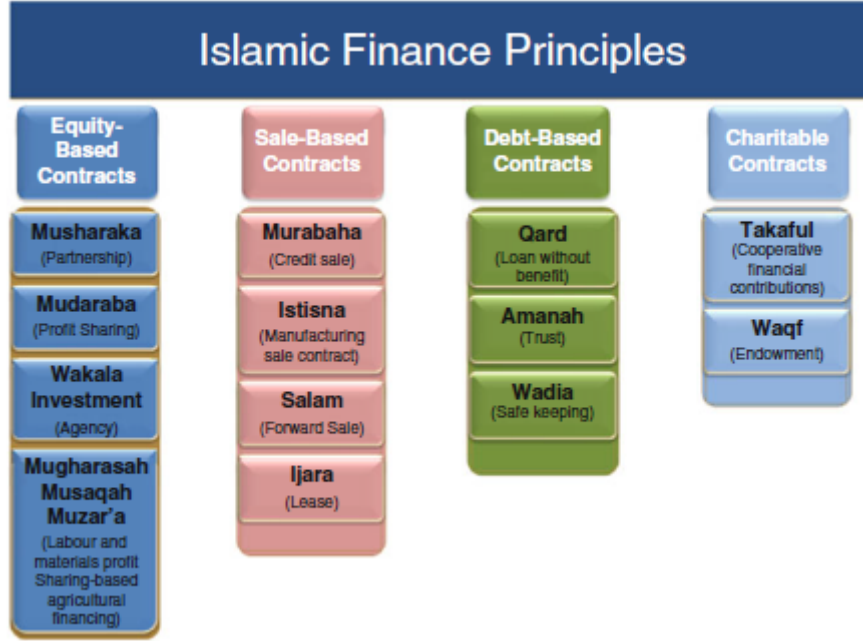 Islamic Finance Principles
Equity-
Based
Contracts
Musharaka
(Partnership)
Mudaraba
(Profit Sharing)
Wakala
Investment
(Agency)
Mugharasah
Musaqah
Muzar'a
(Labour and
materials profit
Sharing-based
agricultural
financing)
Sale-Based
Contracts
Murabaha
(Credit sale)
Istisna
(Manufacturing
sale contract)
Salam
(Forward Sale)
Ijara
(Lease)
Debt-Based
Contracts
Qard
(Loan without
benefit)
Amanah
(Trust)
Wadia
(Safe keeping)
Charitable
Contracts
Takaful
(Cooperative
financial
contributions)
Waqf
(Endowment)